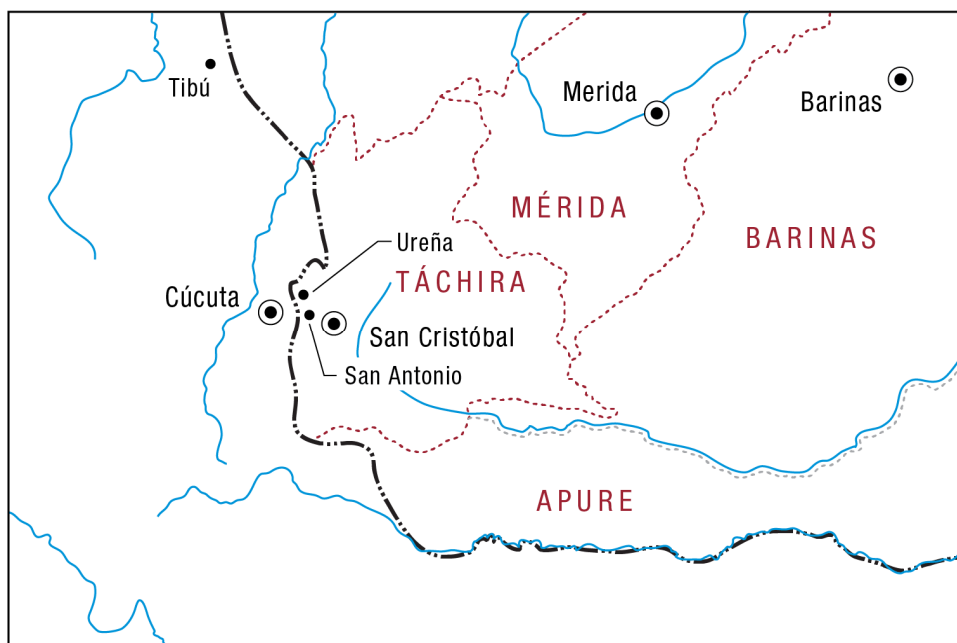 Tibú
Merida
Barinas
MÉRIDA
BARINAS
Ureña
TÁCHIRA
Cúcuta
San Cristóbal
San Antonio
APURE